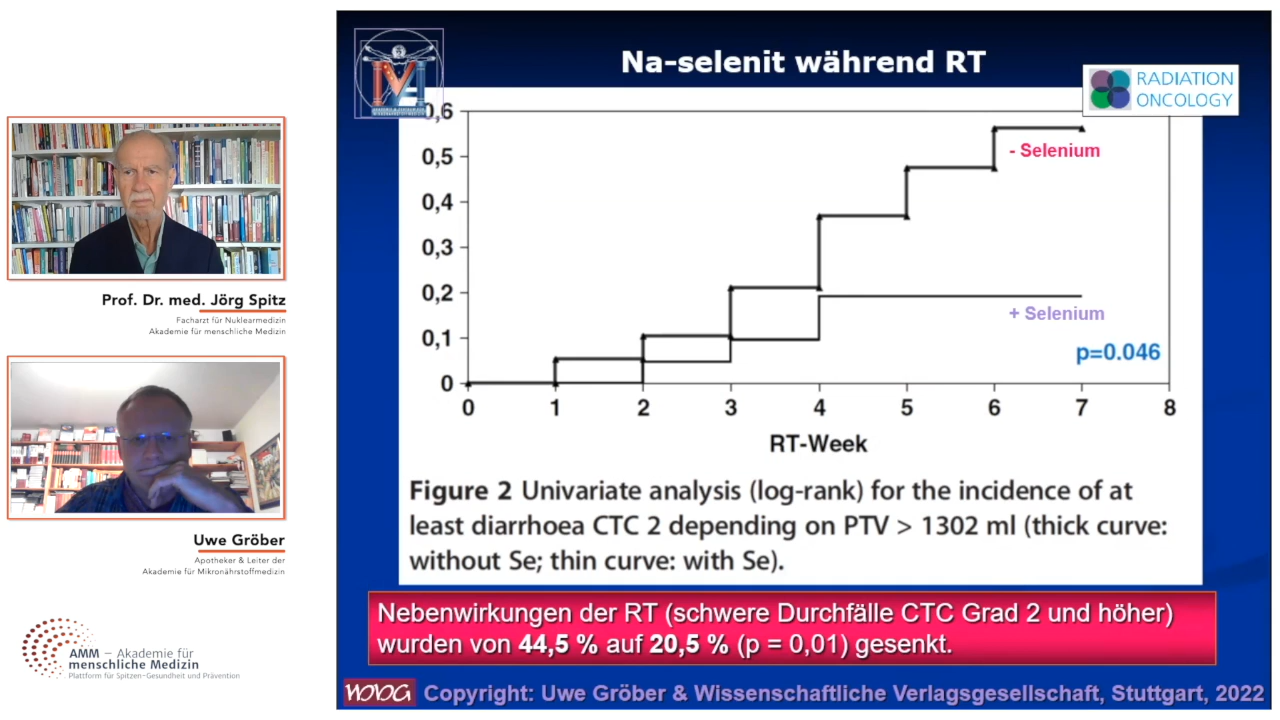 Na-selenit während RT
RADIATION
ONCOLOGY
0,6
0,5
0,4
0,3
0,2
0,1
0
- Selenium
+ Selenium
p=0.046
0 1 2 3 4 5 6 7 8
RT-Week
Figure 2 Univariate analysis (log-rank) for the incidence of at
least diarrhoea CTC 2 depending on PTV > 1302 ml (thick curve:
without Se; thin curve: with Se).
Nebenwirkungen der RT (schwere Durchfälle CTC Grad 2 und höher)
wurden von 44,5 % auf 20,5 % (p = 0,01) gesenkt.
WOVOG Copyright: Uwe Gröber & Wissenschaftliche Verlagsgesellschaft, Stuttgart, 2022
Prof. Dr. med. Jörg Spitz
Facharzt für Nuklearmedizin
Akademie für menschliche Medizin
Uwe Gröber
Apotheker & Leiter der
Akademie für Mikronährstoffmedizin
AMM – Akademie für
menschliche Medizin
Plattform für Spitzen-Gesundheit und Prävention